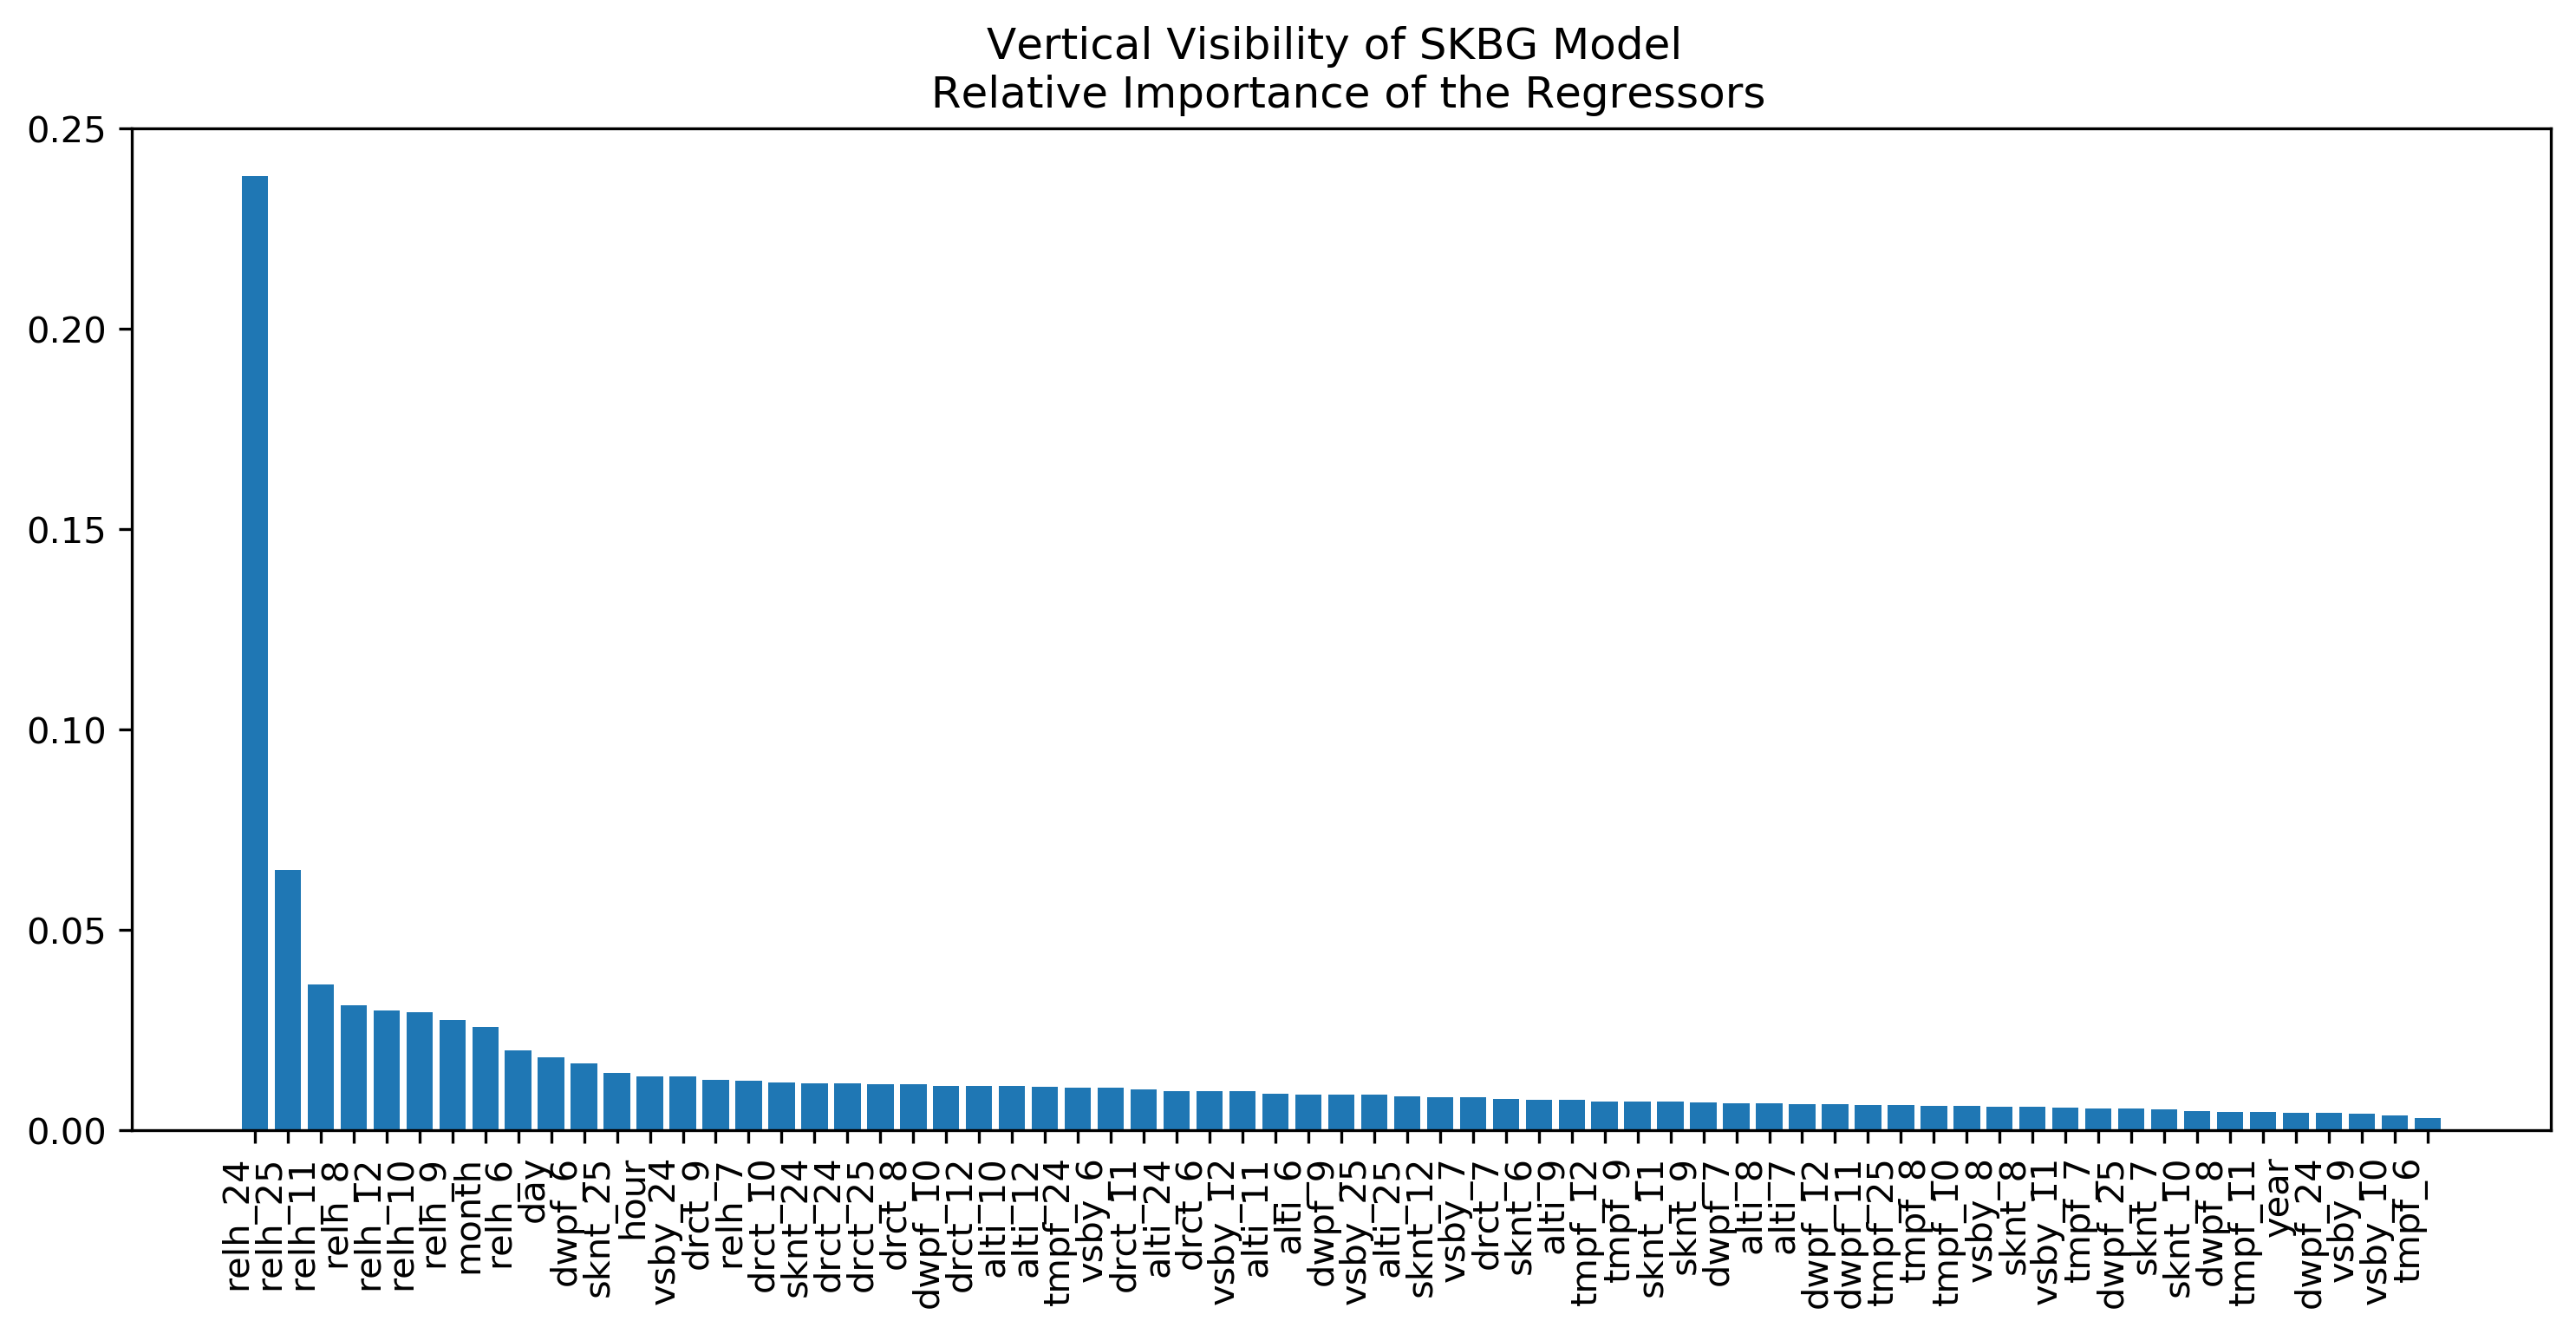 Vertical Visibility of SKBG Model
Relative Importance of the Regressors
0.25
0.20
0.15
0.10
0.05
0.00
relh_24
relh_25
relh_11
relh_8
relh_12
relh_10
relh_9
month
relh_6
day
dwpf_6
sknt_25
hour
vsby_24
drct_9
relh_7
drct_10
sknt_24
drct_24
drct_25
drct_8
dwpf_10
drct_12
alti_10
alti_12
tmpf_24
vsby_6
drct_11
alti_24
drct_6
vsby_12
alti_11
alti_6
dwpf_9
vsby_25
alti_25
sknt_12
vsby_7
drct_7
sknt_6
alti_9
tmpf_12
tmpf_9
sknt_11
sknt_9
dwpf_7
alti_8
alti_7
dwpf_12
dwpf_11
tmpf_25
tmpf_8
tmpf_10
vsby_8
sknt_8
vsby_11
tmpf_7
dwpf_25
sknt_7
sknt_10
dwpf_8
tmpf_11
year
dwpf_24
vsby_9
vsby_10
tmpf_6